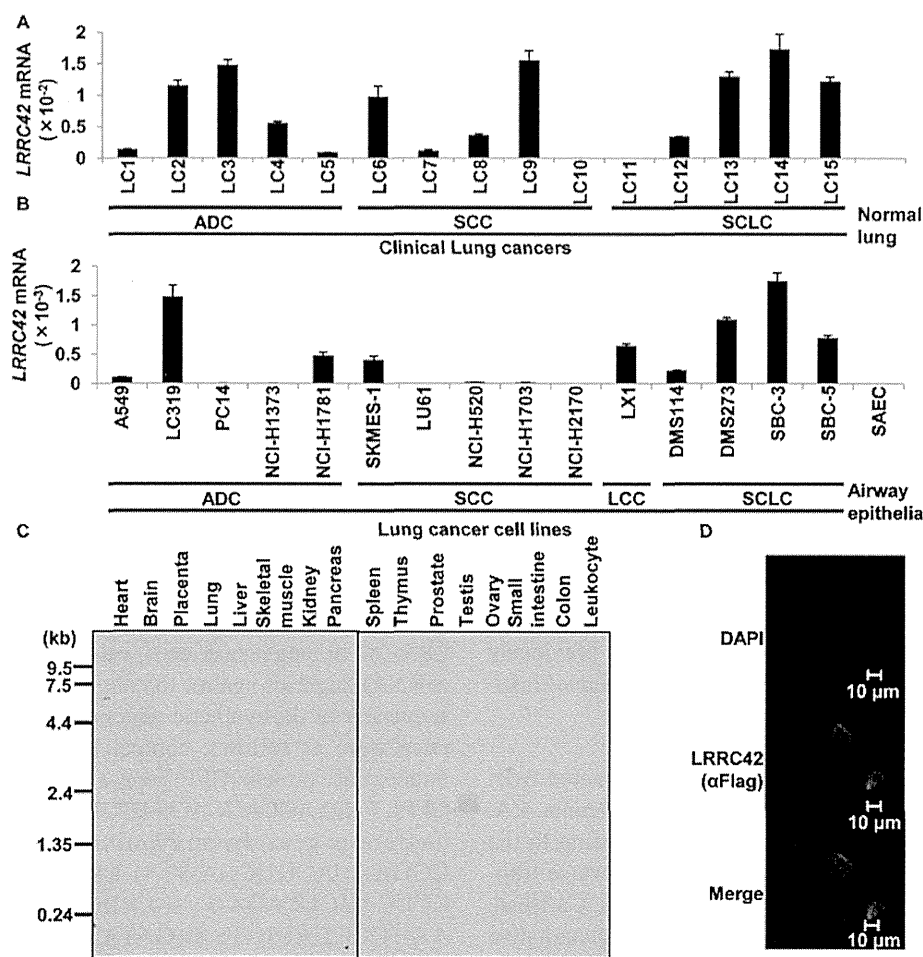 A
LRRC42 mRNA
(×10⁻²)
2
1.5
1
0.5
0
LC1
LC2
LC3
LC4
LC5
LC6
LC7
LC8
LC9
LC10
LC11
LC12
LC13
LC14
LC15
ADC
SCC
SCLC
Normal
lung
Clinical Lung cancers
B
LRRC42 mRNA
(×10⁻³)
2
1.5
1
0.5
0
A549
LC319
PC14
NCI-H1373
NCI-H1781
SKMES-1
LU61
NCI-H520
NCI-H1703
NCI-H2170
LX1
DMS114
DMS273
SBC-3
SBC-5
SAEC
ADC
SCC
LCC
SCLC
Airway
epithelia
Lung cancer cell lines
C
Heart
Brain
Placenta
Lung
Liver
Skeletal
muscle
Kidney
Pancreas
Spleen
Thymus
Prostate
Testis
Ovary
Small
intestine
Colon
Leukocyte
(kb)
9.5
7.5
4.4
2.4
1.35
0.24
D
DAPI
10 μm
LRRC42
(αFlag)
10 μm
Merge
10 μm